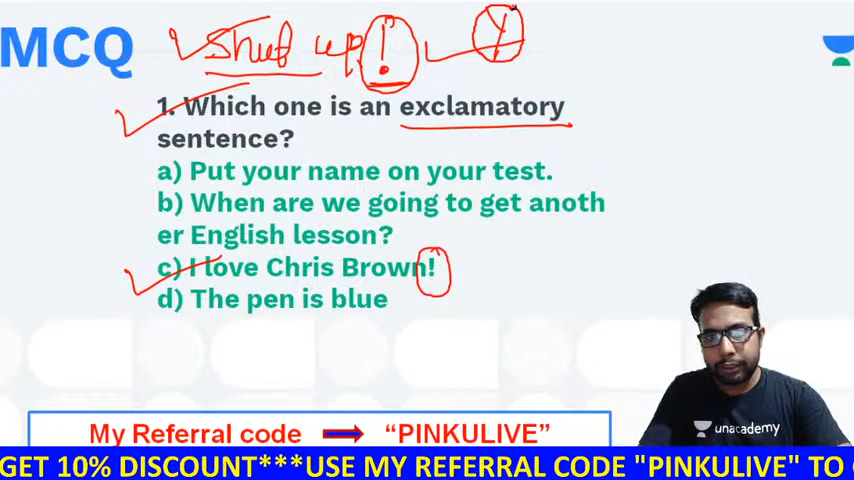 MCQ
Shut up!
1. Which one is an exclamatory
sentence?
a) Put your name on your test.
b) When are we going to get anoth
er English lesson?
c) I love Chris Brown!
d) The pen is blue
unacademy
My Referral code "PINKULIVE"
GET 10% DISCOUNT***USE MY REFERRAL CODE "PINKULIVE" TO